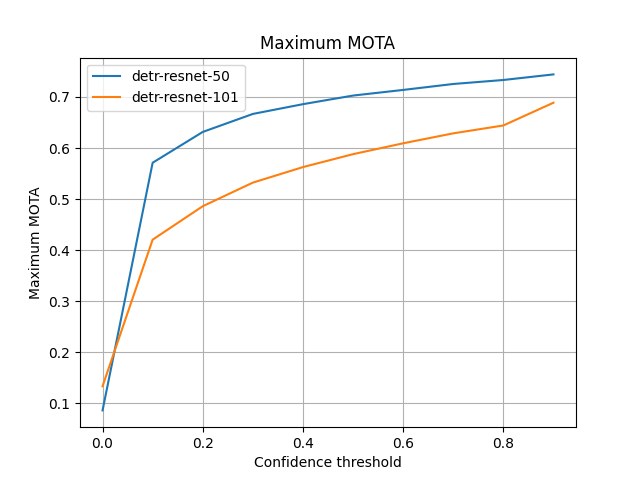 Maximum MOTA
detr-resnet-50
detr-resnet-101
Maximum MOTA
0.7
0.6
0.5
0.4
0.3
0.2
0.1
0.0 0.2 0.4 0.6 0.8
Confidence threshold